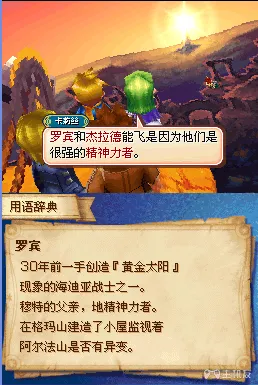 卡莉丝
罗宾和杰拉德能飞是因为他们是
很强的精神力者。
用语辞典
罗宾
30年前一手创造『黄金太阳』
现象的海迪亚战士之一。
穆特的父亲，地精神力者。
在格玛山建造了小屋监视着
阿尔法山是否有异变。